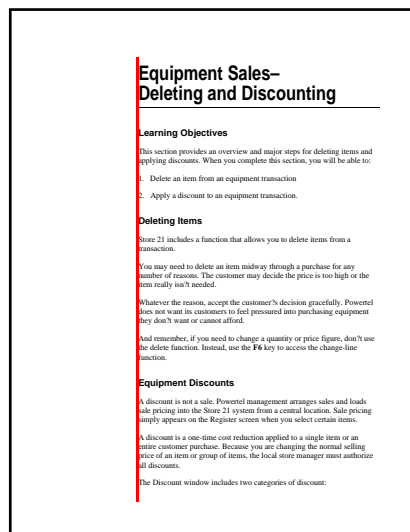 Equipment Sales–
Deleting and Discounting
Learning Objectives
This section provides an overview and major steps for deleting items and
applying discounts. When you complete this section, you will be able to:
1. Delete an item from an equipment transaction
2. Apply a discount to an equipment transaction.
Deleting Items
Store 21 includes a function that allows you to delete items from a
transaction.
You may need to delete an item midway through a purchase for any
number of reasons. The customer may decide the price is too high or the
item really isn?t needed.
Whatever the reason, accept the customer?s decision gracefully. Powertel
does not want its customers to feel pressured into purchasing equipment
they don?t want or cannot afford.
And remember, if you need to change a quantity or price figure, don?t use
the delete function. Instead, use the F6 key to access the change-line
function.
Equipment Discounts
A discount is not a sale. Powertel management arranges sales and loads
sale pricing into the Store 21 system from a central location. Sale pricing
simply appears on the Register screen when you select certain items.
A discount is a one-time cost reduction applied to a single item or an
entire customer purchase. Because you are changing the normal selling
price of an item or group of items, the local store manager must authorize
all discounts.
The Discount window includes two categories of discount: